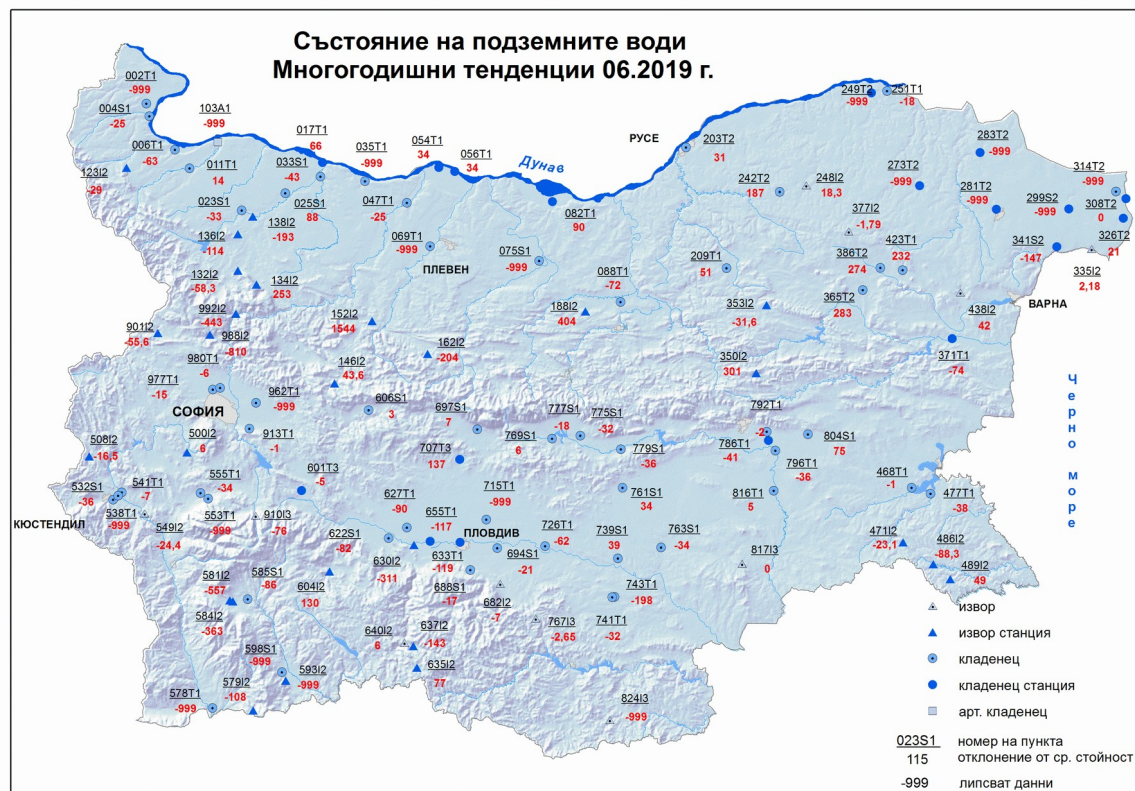 Състояние на подземните води
Многогодишни тенденции 06.2019 г.
002T1
-999
004S1
-25
103A1
-999
006T1
-63
011T1
14
123I2
-29
017T1
66
033S1
-43
025S1
88
035T1
-999
054T1
34
056T1
34
Дунав
РУСЕ
203T2
31
249T2
-999
251T1
-18
283T2
-999
023S1
-33
138I2
-193
136I2
-114
047T1
-25
082T1
90
242T2
187
248I2
18,3
273T2
-999
281T2
-999
299S2
-999
314T2
-999
308T2
0
326T2
21
377I2
-1,79
069T1
-999
ПЛЕВЕН
075S1
-999
088T1
-72
209T1
51
386T2
274
423T1
232
341S2
-147
335I2
2,18
132I2
-58,3
134I2
253
365T2
283
ВАРНА
992I2
-443
152I2
1544
188I2
404
353I2
-31,6
438I2
42
901I2
-55,6
988I2
-810
162I2
-204
371T1
-74
980T1
-6
977T1
-15
146I2
43,6
350I2
301
СОФИЯ
962T1
-999
606S1
3
697S1
7
777S1
-18
775S1
-32
792T1
-2
Черно море
508I2
-16,5
500I2
6
913T1
-1
769S1
6
779S1
-36
786T1
-41
804S1
75
707T3
137
796T1
-36
532S1
-36
541T1
-7
555T1
-34
601T3
-5
627T1
-90
715T1
-999
761S1
34
816T1
5
468T1
-1
477T1
-38
КЮСТЕНДИЛ
538T1
-999
549I2
-24,4
553T1
-999
910I3
-76
622S1
-82
655T1
-117
ПЛОВДИВ
726T1
-62
739S1
39
763S1
-34
471I2
-23,1
486I2
-88,3
630I2
-311
633T1
-119
694S1
-21
817I3
0
489I2
49
581I2
-557
585S1
-86
604I2
130
688S1
-17
682I2
-7
743T1
-198
741T1
-32
584I2
-363
640I2
6
637I2
-143
767I3
-2,65
598S1
-999
593I2
-999
635I2
77
579I2
-108
578T1
-999
824I3
-999
извор
извор станция
кладенец
кладенец станция
арт. кладенец
023S1 номер на пункта
115 отклонение от ср. стойност
-999 липсват данни